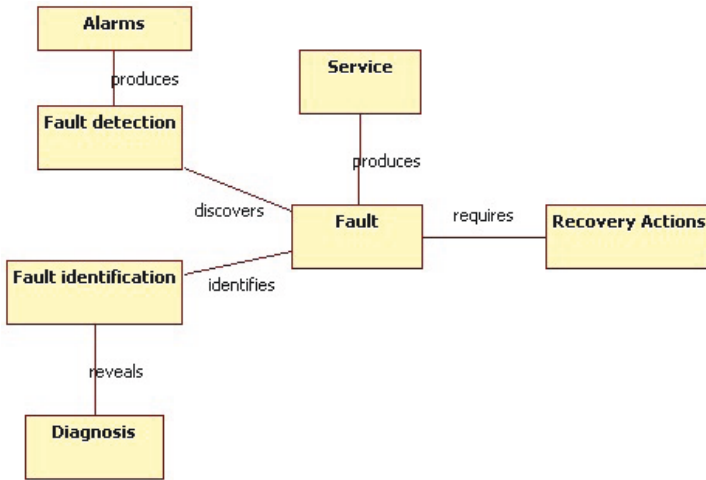 Alarms
Service
produces
Fault detection
produces
discovers
Fault
requires
Recovery Actions
Fault identification
identifies
reveals
Diagnosis